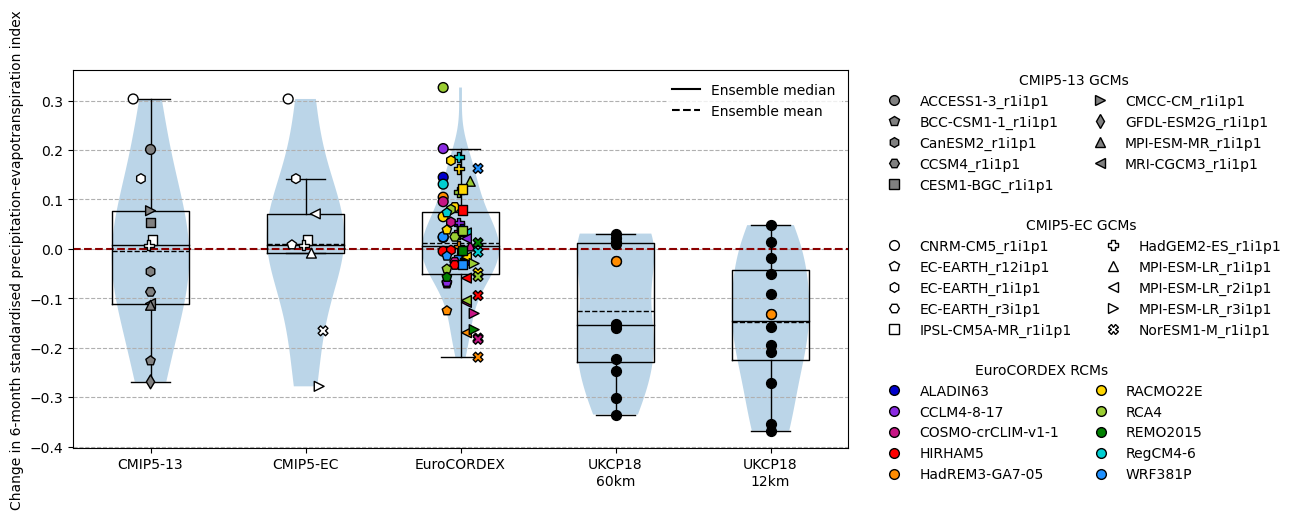 Change in 6-month standardised precipitation-evapotranspiration index
0.3
0.2
0.1
0.0
−0.1
−0.2
−0.3
−0.4
Ensemble median
Ensemble mean
CMIP5-13
CMIP5-EC
EuroCORDEX
UKCP18
60km
UKCP18
12km
CMIP5-13 GCMs
ACCESS1-3_r1i1p1
BCC-CSM1-1_r1i1p1
CanESM2_r1i1p1
CCSM4_r1i1p1
CESM1-BGC_r1i1p1
CMCC-CM_r1i1p1
GFDL-ESM2G_r1i1p1
MPI-ESM-MR_r1i1p1
MRI-CGCM3_r1i1p1
CMIP5-EC GCMs
CNRM-CM5_r1i1p1
EC-EARTH_r12i1p1
EC-EARTH_r1i1p1
EC-EARTH_r3i1p1
IPSL-CM5A-MR_r1i1p1
HadGEM2-ES_r1i1p1
MPI-ESM-LR_r1i1p1
MPI-ESM-LR_r2i1p1
MPI-ESM-LR_r3i1p1
NorESM1-M_r1i1p1
EuroCORDEX RCMs
ALADIN63
CCLM4-8-17
COSMO-crCLIM-v1-1
HIRHAM5
HadREM3-GA7-05
RACMO22E
RCA4
REMO2015
RegCM4-6
WRF381P